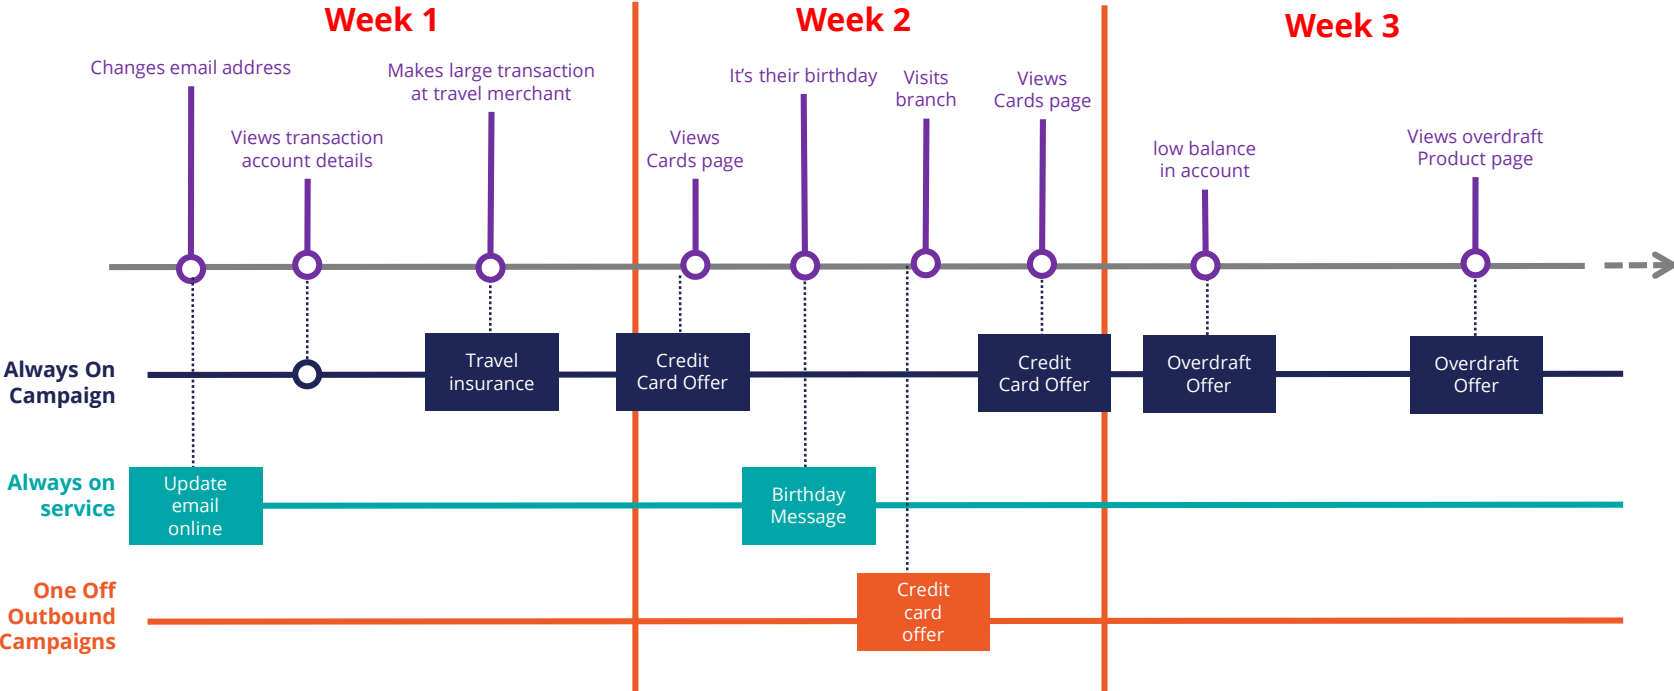 Week 1
Week 2
Week 3
Changes email address
Makes large transaction
at travel merchant
It's their birthday
Visits
branch
Views
Cards page
Views transaction
account details
Views
Cards page
low balance
in account
Views overdraft
Product page
Always On
Campaign
Travel
insurance
Credit
Card Offer
Credit
Card Offer
Overdraft
Offer
Overdraft
Offer
Always on
service
Update
email
online
Birthday
Message
One Off
Outbound
Campaigns
Credit
card
offer